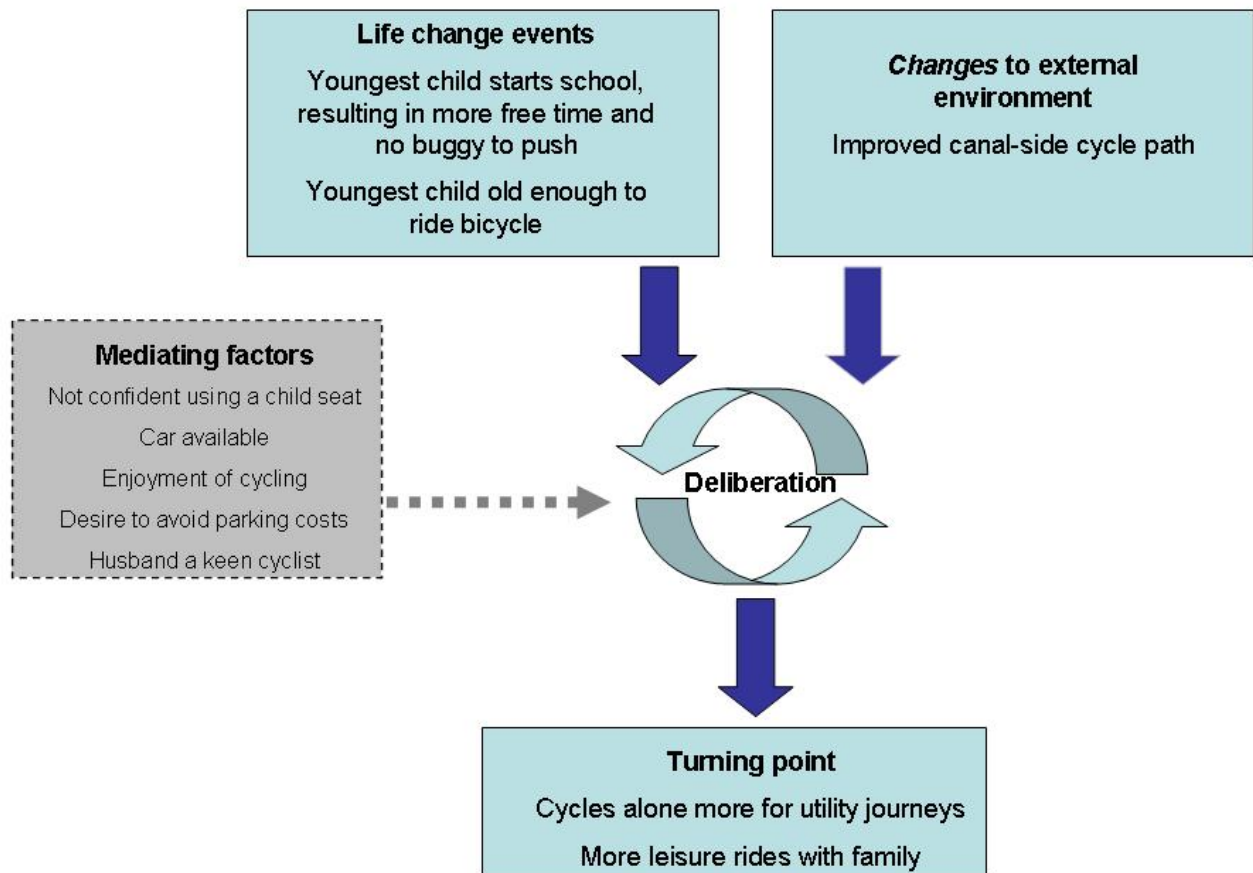 Life change events
Youngest child starts school,
resulting in more free time and
no buggy to push
Youngest child old enough to
ride bicycle
Changes to external
environment
Improved canal-side cycle path
Mediating factors
Not confident using a child seat
Car available
Enjoyment of cycling
Desire to avoid parking costs
Husband a keen cyclist
Deliberation
Turning point
Cycles alone more for utility journeys
More leisure rides with family